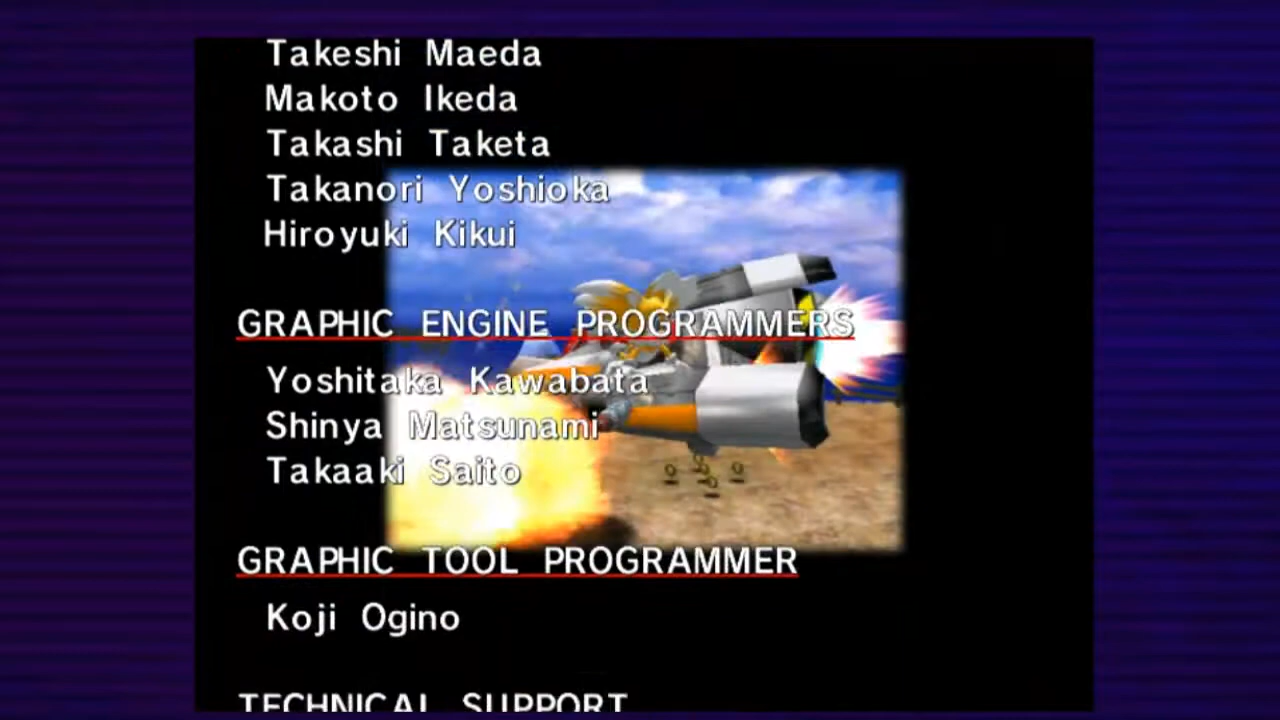 Takeshi Maeda
Makoto Ikeda
Takashi Taketa
Takanori Yoshioka
Hiroyuki Kikui
GRAPHIC ENGINE PROGRAMMERS
Yoshitaka Kawabata
Shinya Matsunami
Takaaki Saito
GRAPHIC TOOL PROGRAMMER
Koji Ogino
TECHNICAL SUPPORT